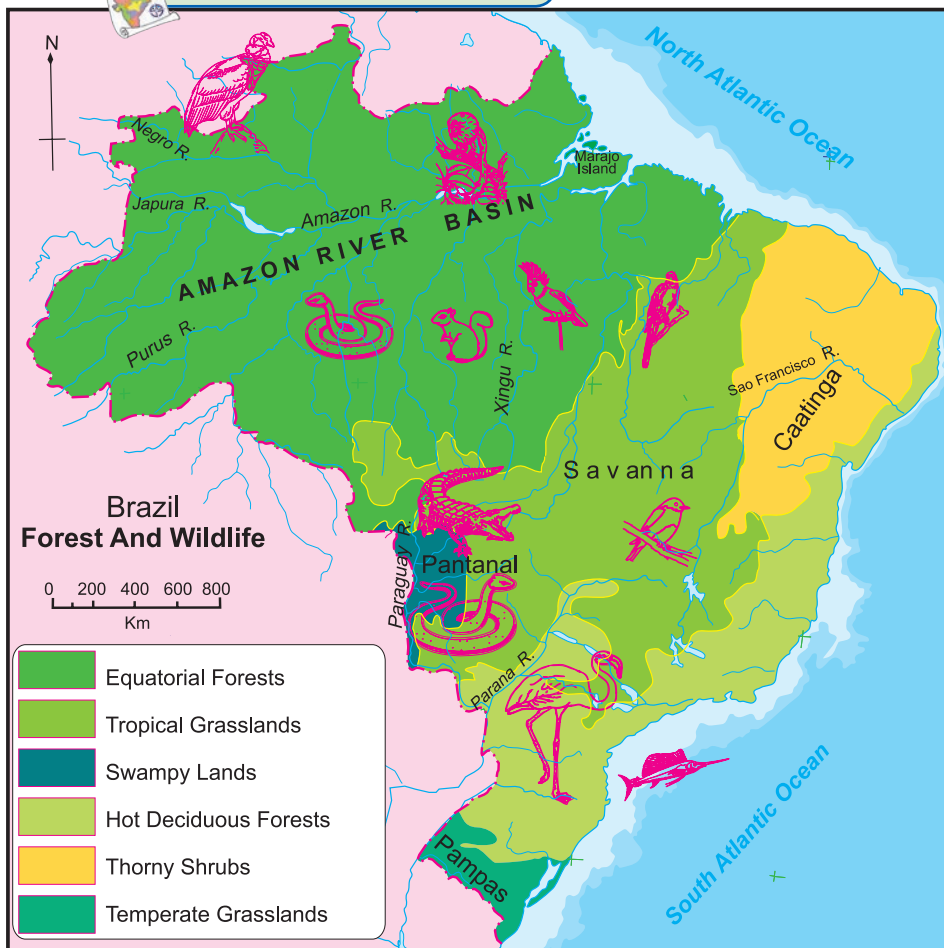 N
North Atlantic Ocean
Negro R.
Marajo
Island
Japura R.
Amazon R.
AMAZON RIVER BASIN
Purus R.
Xingu R.
Sao Francisco R.
Caatinga
Savanna
Brazil
Forest And Wildlife
Paraguay R.
Pantanal
0 200 400 600 800
Km
Parana R.
Equatorial Forests
Tropical Grasslands
Swampy Lands
Hot Deciduous Forests
Thorny Shrubs
Temperate Grasslands
Pampas
South Atlantic Ocean